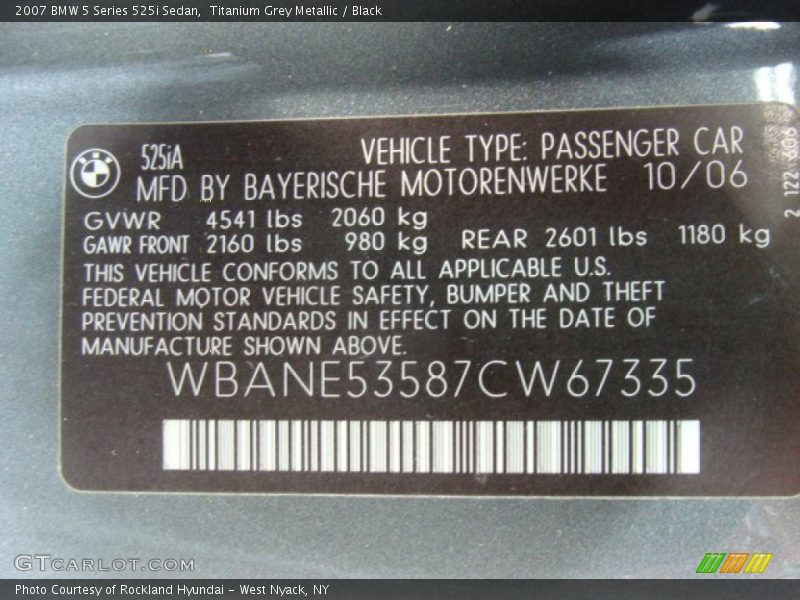 2007 BMW 5 Series 525i Sedan, Titanium Grey Metallic / Black
525iA VEHICLE TYPE: PASSENGER CAR
MFD BY BAYERISCHE MOTORENWERKE 10/06
GVWR 4541 lbs 2060 kg
GAWR FRONT 2160 lbs 980 kg REAR 2601 lbs 1180 kg
THIS VEHICLE CONFORMS TO ALL APPLICABLE U.S.
FEDERAL MOTOR VEHICLE SAFETY, BUMPER AND THEFT
PREVENTION STANDARDS IN EFFECT ON THE DATE OF
MANUFACTURE SHOWN ABOVE.
WBANE53587CW67335
2 122 606
GTCARLOT.COM
Photo Courtesy of Rockland Hyundai - West Nyack, NY